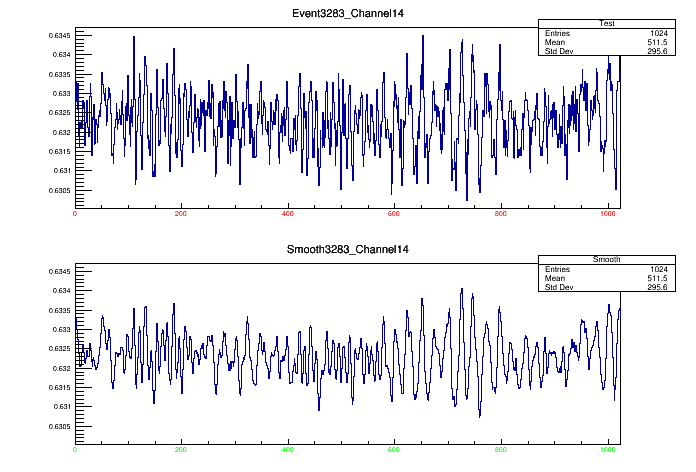 Event3283_Channel14
Test
Entries 1024
Mean 511.5
Std Dev 295.6
0.6345
0.634
0.6335
0.633
0.6325
0.632
0.6315
0.631
0.6305
0 200 400 600 800 1000
Smooth3283_Channel14
Smooth
Entries 1024
Mean 511.5
Std Dev 295.6
0.6345
0.634
0.6335
0.633
0.6325
0.632
0.6315
0.631
0.6305
0 200 400 600 800 1000